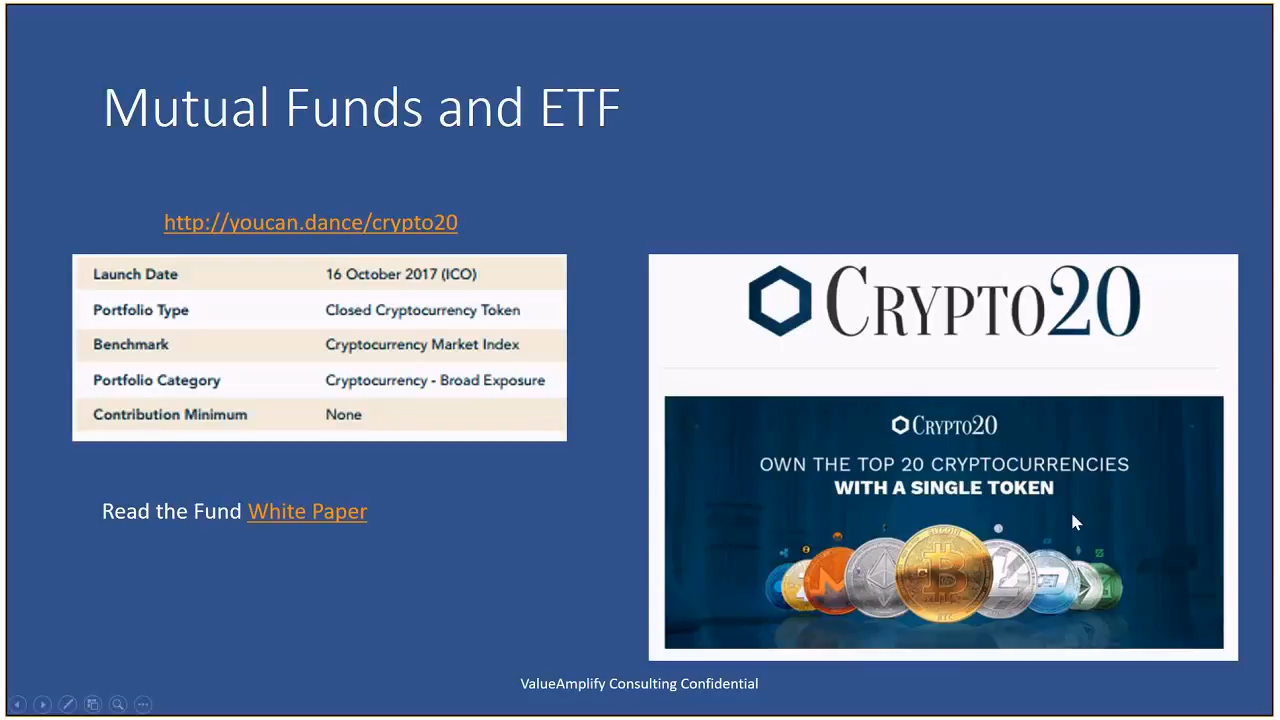 Mutual Funds and ETF
http://youcan.dance/crypto20
Launch Date 16 October 2017 (ICO)
Portfolio Type Closed Cryptocurrency Token
Benchmark Cryptocurrency Market Index
Portfolio Category Cryptocurrency - Broad Exposure
Contribution Minimum None
Read the Fund White Paper
CRYPTO20
CRYPTO20
OWN THE TOP 20 CRYPTOCURRENCIES
WITH A SINGLE TOKEN
BITCOIN
BTC
ValueAmplify Consulting Confidential